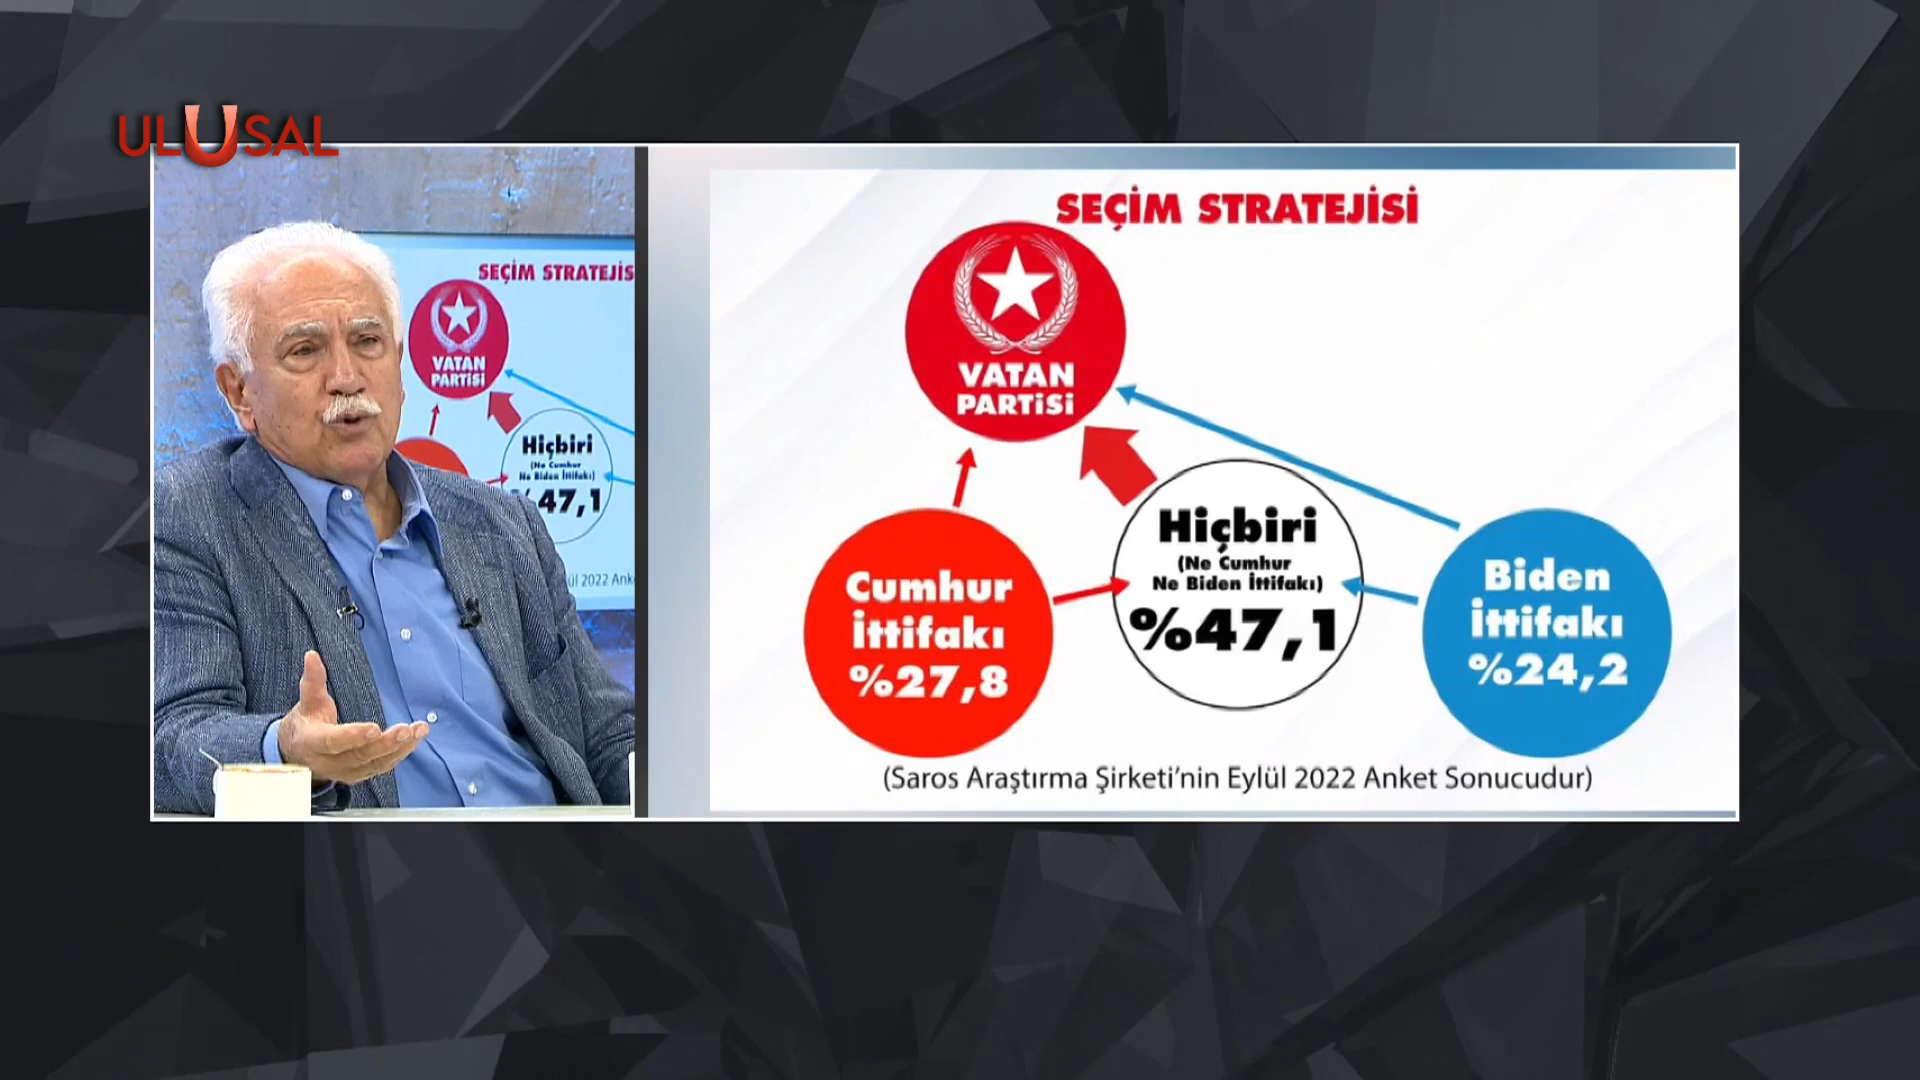 ULUSAL
SEÇİM STRATEJİS
VATAN
PARTİSİ
Hiçbiri
(Ne Cumhur
Ne Biden İttifakı)
%47,1
ül 2022 Ank
SEÇİM STRATEJİSİ
VATAN
PARTİSİ
Hiçbiri
(Ne Cumhur
Ne Biden İttifakı)
%47,1
Cumhur
İttifakı
%27,8
Biden
İttifakı
%24,2
(Saros Araştırma Şirketi’nin Eylül 2022 Anket Sonucudur)